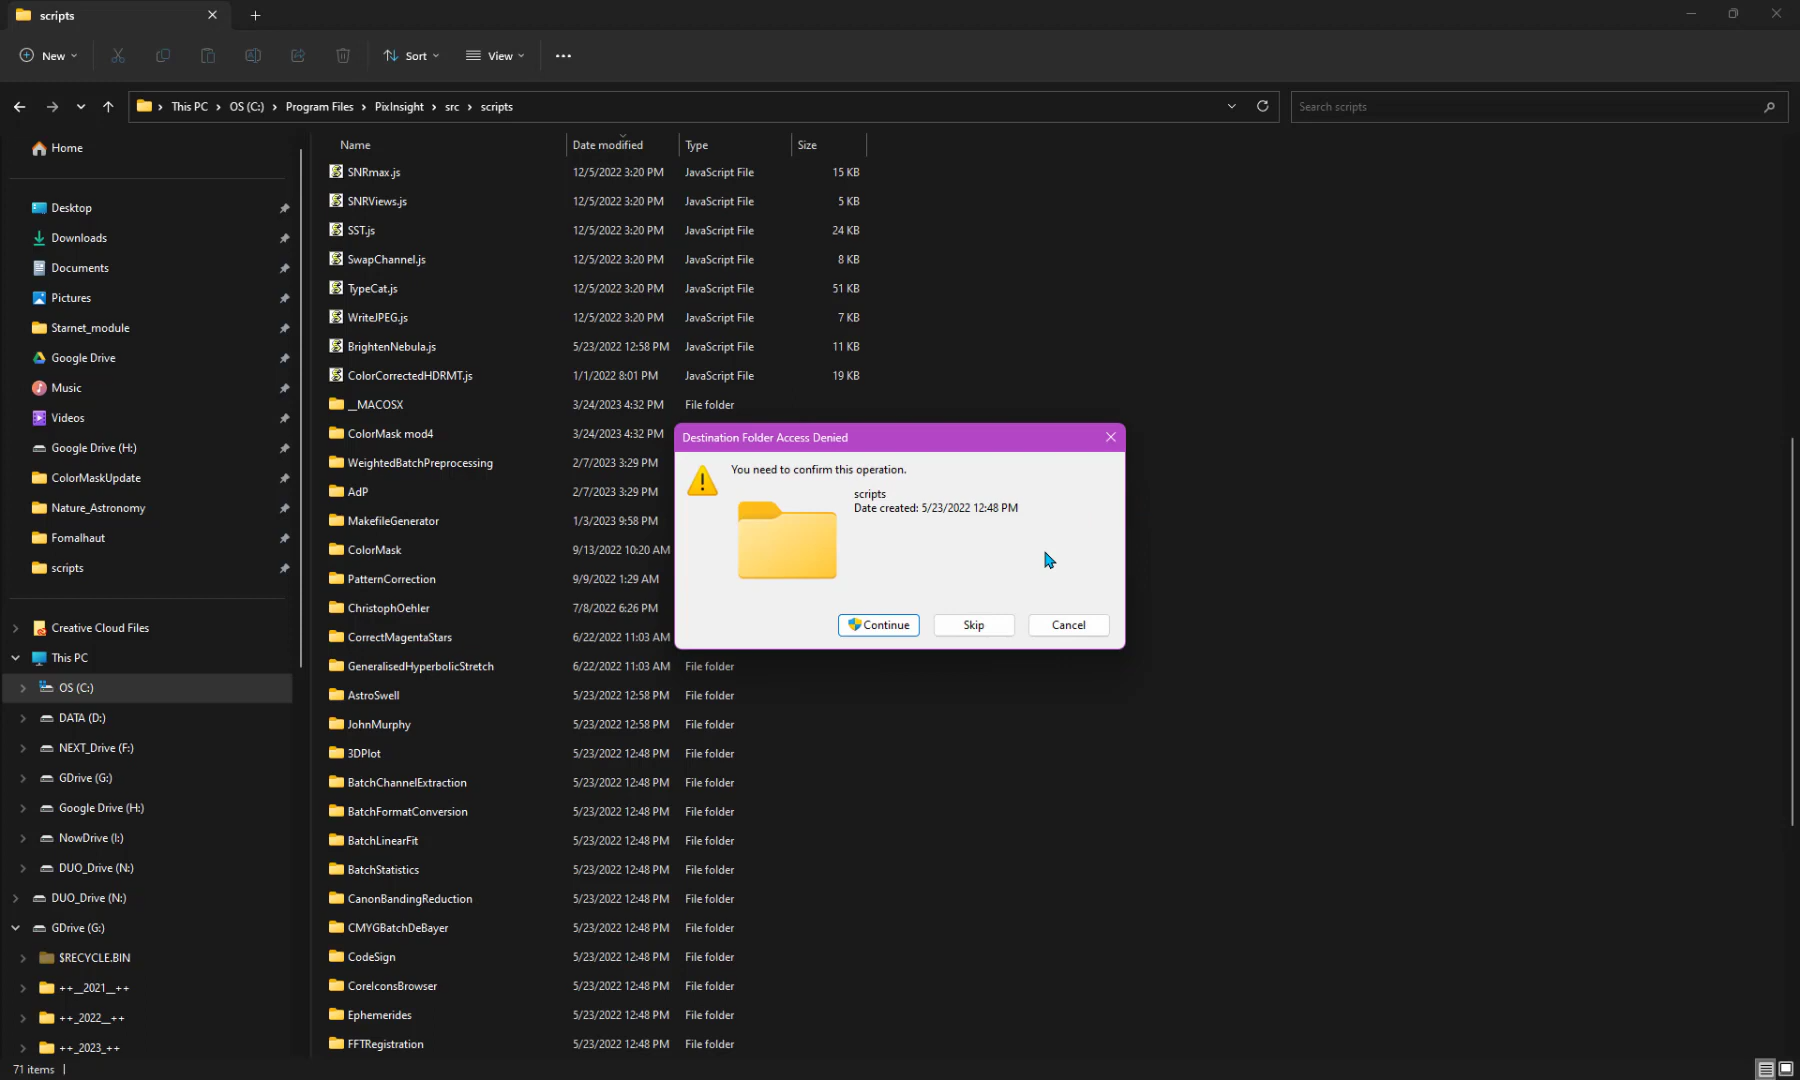 scripts
New
Sort
View
This PC
OS (C:)
Program Files
PixInsight
src
scripts
Search scripts
Home
Desktop
Downloads
Documents
Pictures
Starnet_module
Google Drive
Music
Videos
Google Drive (H:)
ColorMaskUpdate
Nature_Astronomy
Fomalhaut
scripts
Creative Cloud Files
This PC
OS (C:)
DATA (D:)
NEXT_Drive (F:)
GDrive (G:)
Google Drive (H:)
NowDrive (I:)
DUO_Drive (N:)
DUO_Drive (N:)
GDrive (G:)
$RECYCLE.BIN
++__2021__++
++_2022__++
++_2023_++
Name Date modified Type Size
SNRmax.js 12/5/2022 3:20 PM JavaScript File 15 KB
SNRViews.js 12/5/2022 3:20 PM JavaScript File 5 KB
SST.js 12/5/2022 3:20 PM JavaScript File 24 KB
SwapChannel.js 12/5/2022 3:20 PM JavaScript File 8 KB
TypeCat.js 12/5/2022 3:20 PM JavaScript File 51 KB
WriteJPEG.js 12/5/2022 3:20 PM JavaScript File 7 KB
BrightenNebula.js 5/23/2022 12:58 PM JavaScript File 11 KB
ColorCorrectedHDRMT.js 1/1/2022 8:01 PM JavaScript File 19 KB
__MACOSX 3/24/2023 4:32 PM File folder
ColorMask mod4 3/24/2023 4:32 PM
WeightedBatchPreprocessing 2/7/2023 3:29 PM
AdP 2/7/2023 3:29 PM
MakefileGenerator 1/3/2023 9:58 PM
ColorMask 9/13/2022 10:20 AM
PatternCorrection 9/9/2022 1:29 AM
ChristophOehler 7/8/2022 6:26 PM
CorrectMagentaStars 6/22/2022 11:03 AM
GeneralisedHyperbolicStretch 6/22/2022 11:03 AM File folder
AstroSwell 5/23/2022 12:58 PM File folder
JohnMurphy 5/23/2022 12:58 PM File folder
3DPlot 5/23/2022 12:48 PM File folder
BatchChannelExtraction 5/23/2022 12:48 PM File folder
BatchFormatConversion 5/23/2022 12:48 PM File folder
BatchLinearFit 5/23/2022 12:48 PM File folder
BatchStatistics 5/23/2022 12:48 PM File folder
CanonBandingReduction 5/23/2022 12:48 PM File folder
CMYGBatchDeBayer 5/23/2022 12:48 PM File folder
CodeSign 5/23/2022 12:48 PM File folder
CoreIconsBrowser 5/23/2022 12:48 PM File folder
Ephemerides 5/23/2022 12:48 PM File folder
FFTRegistration 5/23/2022 12:48 PM File folder
Destination Folder Access Denied
You need to confirm this operation.
scripts
Date created: 5/23/2022 12:48 PM
Continue
Skip
Cancel
71 items